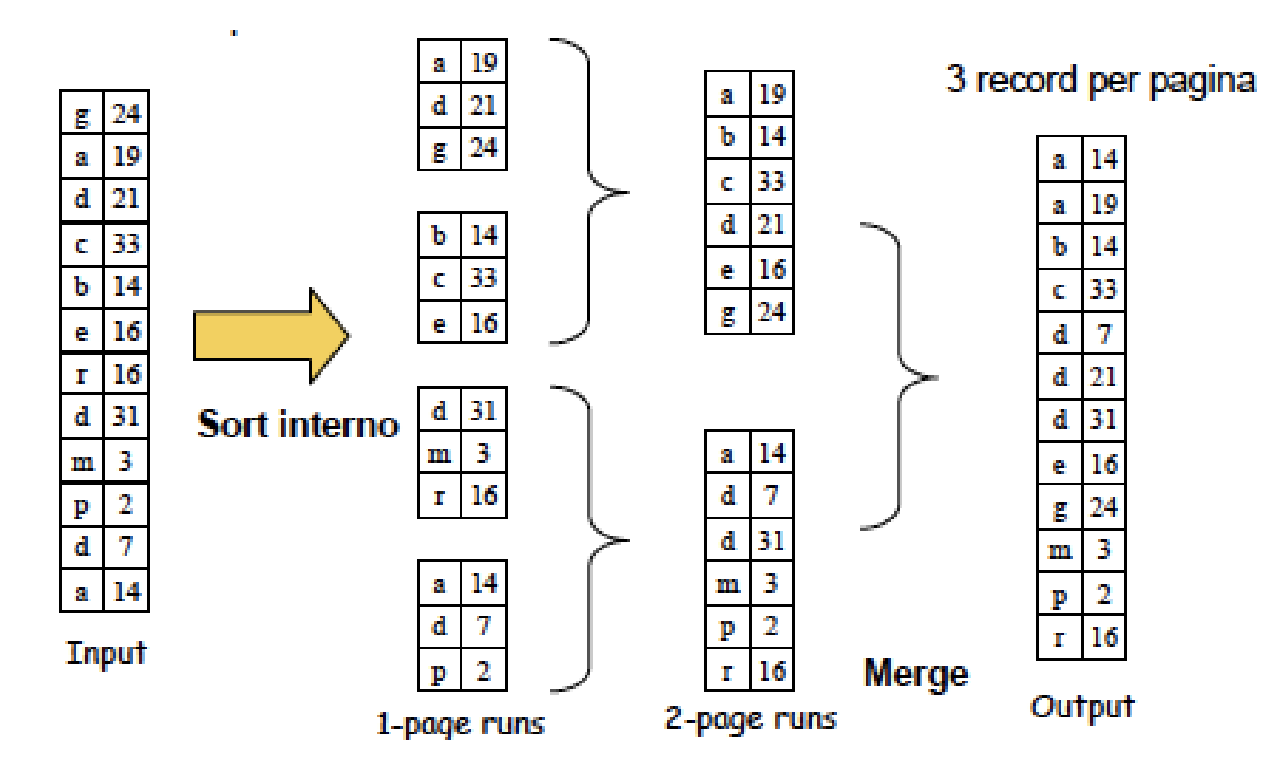 3 record per pagina
g 24
a 19
d 21
c 33
b 14
e 16
r 16
d 31
m 3
p 2
d 7
a 14
Input
Sort interno
a 19
d 21
g 24
b 14
c 33
e 16
d 31
m 3
r 16
a 14
d 7
p 2
1-page runs
a 19
b 14
c 33
d 21
e 16
g 24
a 14
d 7
d 31
m 3
p 2
r 16
2-page runs
Merge
a 14
a 19
b 14
c 33
d 7
d 21
d 31
e 16
g 24
m 3
p 2
r 16
Output